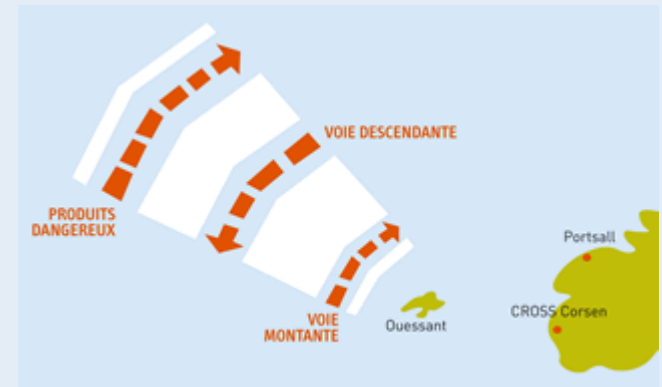 VOIE DESCENDANTE
PRODUITS
DANGEREUX
Portsall
CROSS Corsen
Ouessant
VOIE
MONTANTE